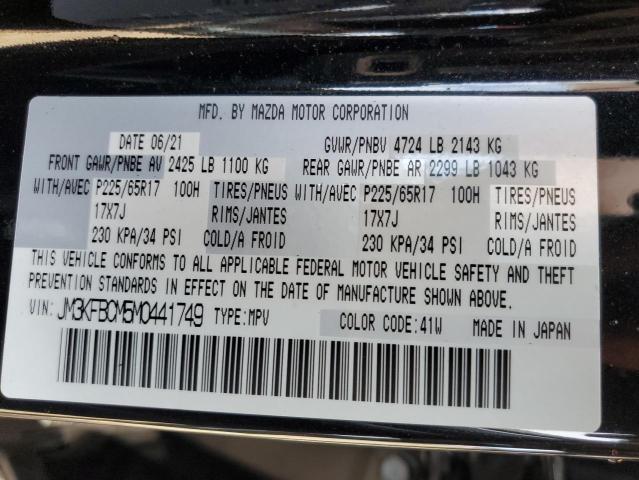 MFD. BY MAZDA MOTOR CORPORATION
DATE 06/21 GVWR/PNBV 4724 LB 2143 KG
FRONT GAWR/PNBE AV 2425 LB 1100 KG REAR GAWR/PNBE AR 2299 LB 1043 KG
WITH/AVEC P225/65R17 100H TIRES/PNEUS WITH/AVEC P225/65R17 100H TIRES/PNEUS
17X7J RIMS/JANTES 17X7J RIMS/JANTES
230 KPA/34 PSI COLD/A FROID 230 KPA/34 PSI COLD/A FROID
THIS VEHICLE CONFORMS TO ALL APPLICABLE FEDERAL MOTOR VEHICLE SAFETY AND THEFT
PREVENTION STANDARDS IN EFFECT ON THE DATE OF MANUFACTURE SHOWN ABOVE.
VIN: JM3KFBCM5M0441749 TYPE:MPV COLOR CODE:41W MADE IN JAPAN